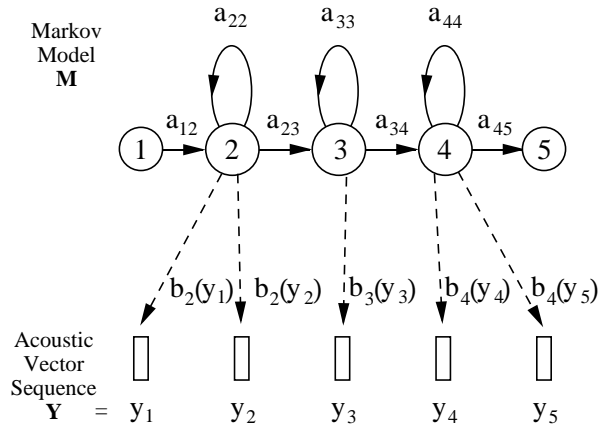 Markov
Model
M
a22 a33 a44
a12 a23 a34 a45
1 2 3 4 5
b2(y1) b2(y2) b3(y3) b4(y4) b4(y5)
Acoustic
Vector
Sequence
Y = y1 y2 y3 y4 y5